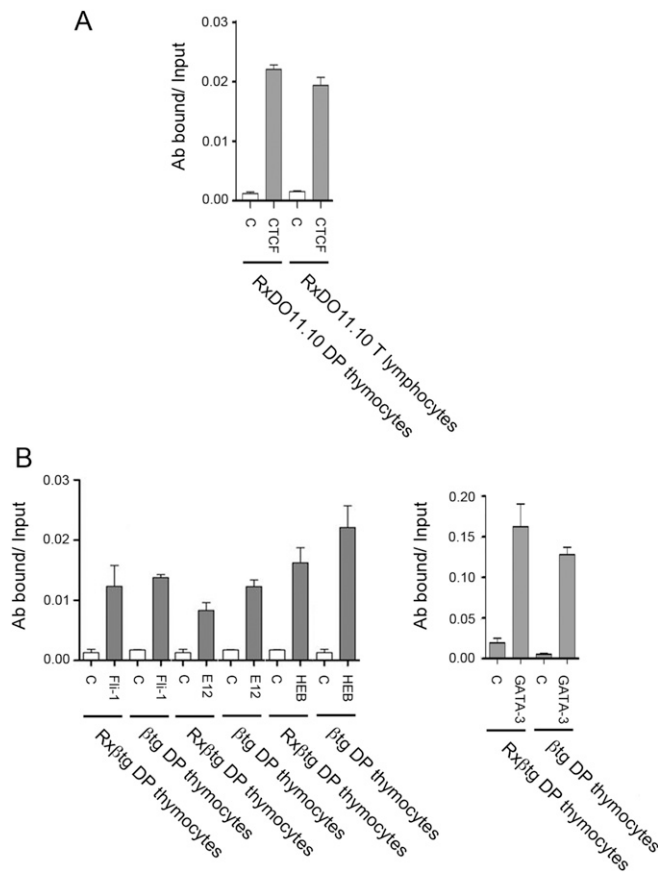 A
Ab bound/ Input
0.03
0.02
0.01
0.00
C
CTCF
C
CTCF
RxDO11.10 DP thymocytes
RxDO11.10 T lymphocytes
B
Ab bound/ Input
0.03
0.02
0.01
0.00
C
Fli-1
C
Fli-1
C
E12
C
E12
C
HEB
C
HEB
Rxβtg DP thymocytes
βtg DP thymocytes
Rxβtg DP thymocytes
βtg DP thymocytes
Rxβtg DP thymocytes
βtg DP thymocytes
Ab bound/ Input
0.20
0.15
0.10
0.05
0.00
C
GATA-3
C
GATA-3
Rxβtg DP thymocytes
βtg DP thymocytes